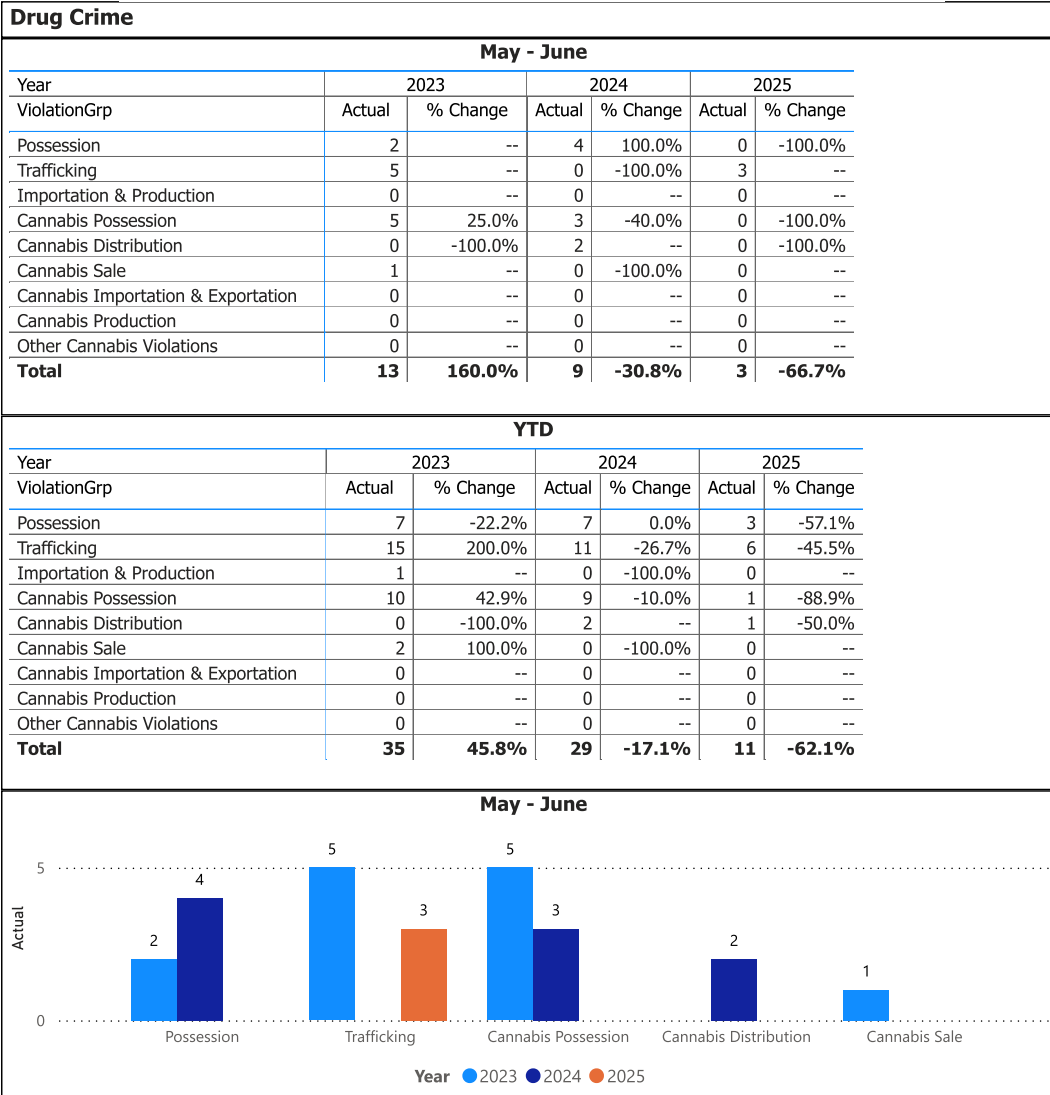 Drug Crime
May - June
Year 2023 2024 2025
ViolationGrp Actual % Change Actual % Change Actual % Change
Possession 2 -- 4 100.0% 0 -100.0%
Trafficking 5 -- 0 -100.0% 3 --
Importation & Production 0 -- 0 -- 0 --
Cannabis Possession 5 25.0% 3 -40.0% 0 -100.0%
Cannabis Distribution 0 -100.0% 2 -- 0 -100.0%
Cannabis Sale 1 -- 0 -100.0% 0 --
Cannabis Importation & Exportation 0 -- 0 -- 0 --
Cannabis Production 0 -- 0 -- 0 --
Other Cannabis Violations 0 -- 0 -- 0 --
Total 13 160.0% 9 -30.8% 3 -66.7%
YTD
Year 2023 2024 2025
ViolationGrp Actual % Change Actual % Change Actual % Change
Possession 7 -22.2% 7 0.0% 3 -57.1%
Trafficking 15 200.0% 11 -26.7% 6 -45.5%
Importation & Production 1 -- 0 -100.0% 0 --
Cannabis Possession 10 42.9% 9 -10.0% 1 -88.9%
Cannabis Distribution 0 -100.0% 2 -- 1 -50.0%
Cannabis Sale 2 100.0% 0 -100.0% 0 --
Cannabis Importation & Exportation 0 -- 0 -- 0 --
Cannabis Production 0 -- 0 -- 0 --
Other Cannabis Violations 0 -- 0 -- 0 --
Total 35 45.8% 29 -17.1% 11 -62.1%
May - June
5 5
5
4
3 3
2 2
1
Actual
0
Possession Trafficking Cannabis Possession Cannabis Distribution Cannabis Sale
Year 2023 2024 2025